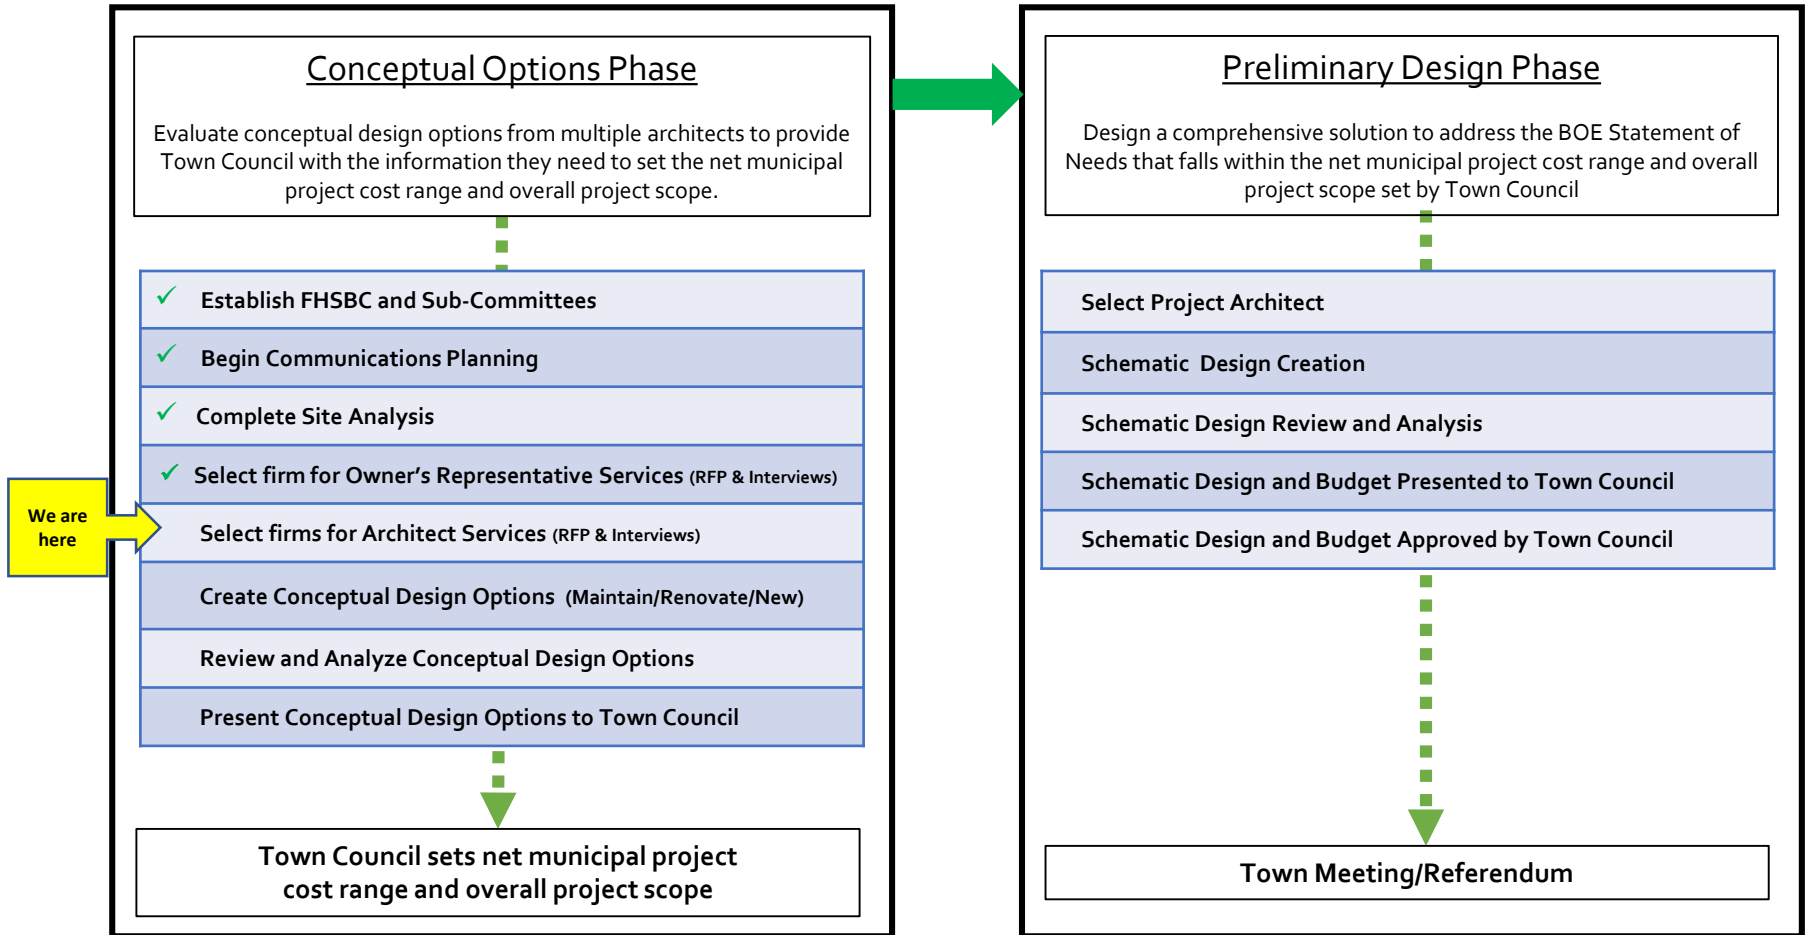 Conceptual Options Phase
Evaluate conceptual design options from multiple architects to provide
Town Council with the information they need to set the net municipal
project cost range and overall project scope.
✓ Establish FHSBC and Sub-Committees
✓ Begin Communications Planning
✓ Complete Site Analysis
✓ Select firm for Owner's Representative Services (RFP & Interviews)
We are
here
Select firms for Architect Services (RFP & Interviews)
Create Conceptual Design Options (Maintain/Renovate/New)
Review and Analyze Conceptual Design Options
Present Conceptual Design Options to Town Council
Town Council sets net municipal project
cost range and overall project scope
Preliminary Design Phase
Design a comprehensive solution to address the BOE Statement of
Needs that falls within the net municipal project cost range and overall
project scope set by Town Council
Select Project Architect
Schematic Design Creation
Schematic Design Review and Analysis
Schematic Design and Budget Presented to Town Council
Schematic Design and Budget Approved by Town Council
Town Meeting/Referendum